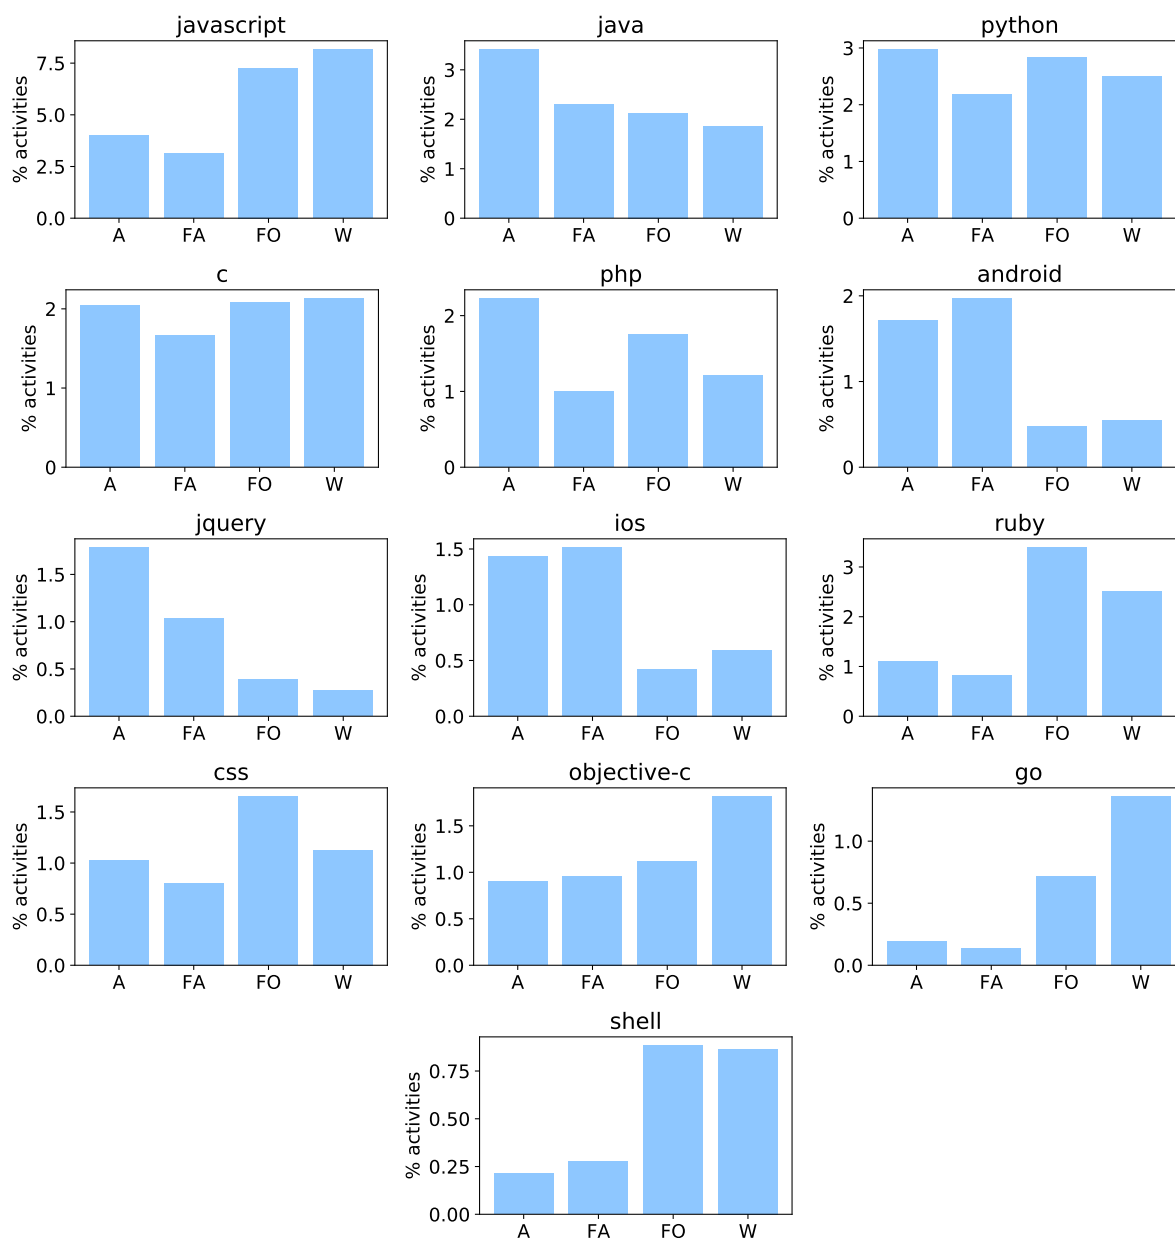 javascript
% activities
7.5
5.0
2.5
0.0
A FA FO W
java
% activities
3
2
1
0
A FA FO W
python
% activities
3
2
1
0
A FA FO W
c
% activities
2
1
0
A FA FO W
php
% activities
2
1
0
A FA FO W
android
% activities
2
1
0
A FA FO W
jquery
% activities
1.5
1.0
0.5
0.0
A FA FO W
ios
% activities
1.5
1.0
0.5
0.0
A FA FO W
ruby
% activities
3
2
1
0
A FA FO W
css
% activities
1.5
1.0
0.5
0.0
A FA FO W
objective-c
% activities
1.5
1.0
0.5
0.0
A FA FO W
go
% activities
1.0
0.5
0.0
A FA FO W
shell
% activities
0.75
0.50
0.25
0.00
A FA FO W